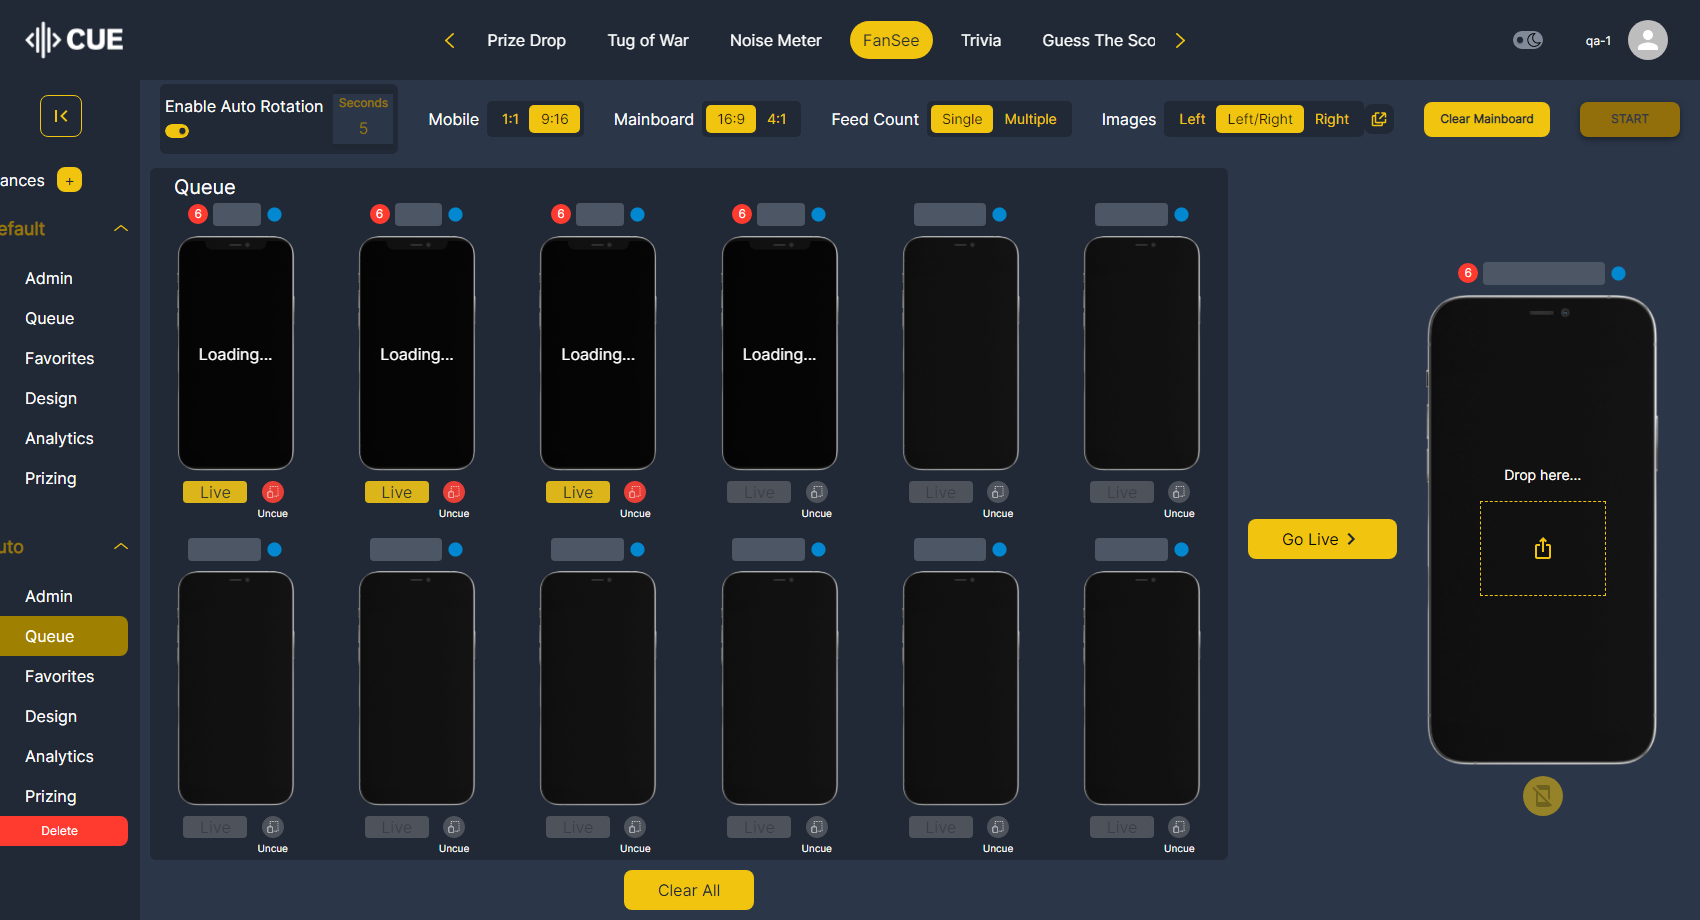 CUE
Prize Drop
Tug of War
Noise Meter
FanSee
Trivia
Guess The Sco
qa-1
Enable Auto Rotation
Seconds
5
Mobile
1:1
9:16
Mainboard
16:9
4:1
Feed Count
Single
Multiple
Images
Left
Left/Right
Right
Clear Mainboard
START
ances
+
efault
Admin
Queue
Favorites
Design
Analytics
Prizing
uto
Admin
Queue
Favorites
Design
Analytics
Prizing
Delete
Queue
6
6
6
6
Loading...
Loading...
Loading...
Loading...
Live
Live
Live
Live
Live
Live
Uncue
Uncue
Uncue
Uncue
Uncue
Uncue
Live
Live
Live
Live
Live
Live
Uncue
Uncue
Uncue
Uncue
Uncue
Uncue
Clear All
Go Live
6
Drop here...